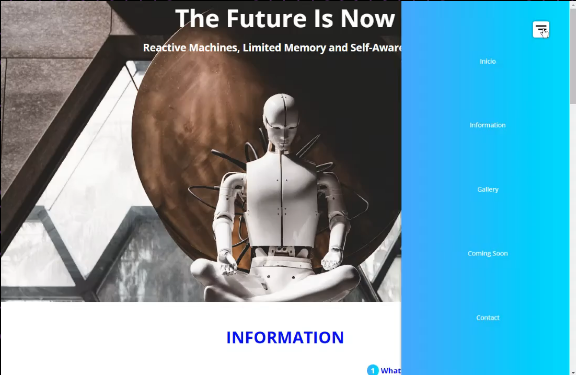 The Future Is Now
Reactive Machines, Limited Memory and Self-Aware
Inicio
Information
Gallery
Coming Soon
Contact
INFORMATION
1 What